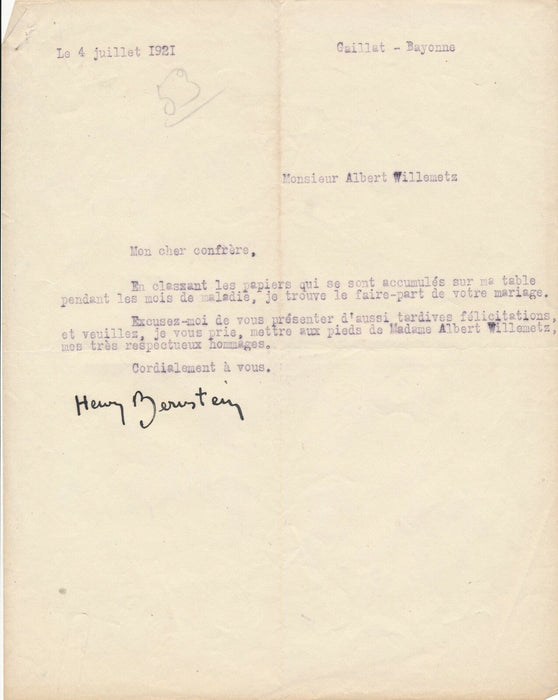 Le 4 juillet 1921
Gaillat - Bayonne
53
Monsieur Albert Willemetz
Mon cher confrère,
En clasxant les papiers qui se sont accumulés sur ma table
pendant les mois de maladie, je trouve le faire-part de votre mariage.
Excusez-moi de vous présenter d'aussi tardives félicitations,
et veuillez, je vous prie, mettre aux pieds de Madame Albert Willemetz,
mes très respectueux hommages.
Cordialement à vous.
Henry Bernstein